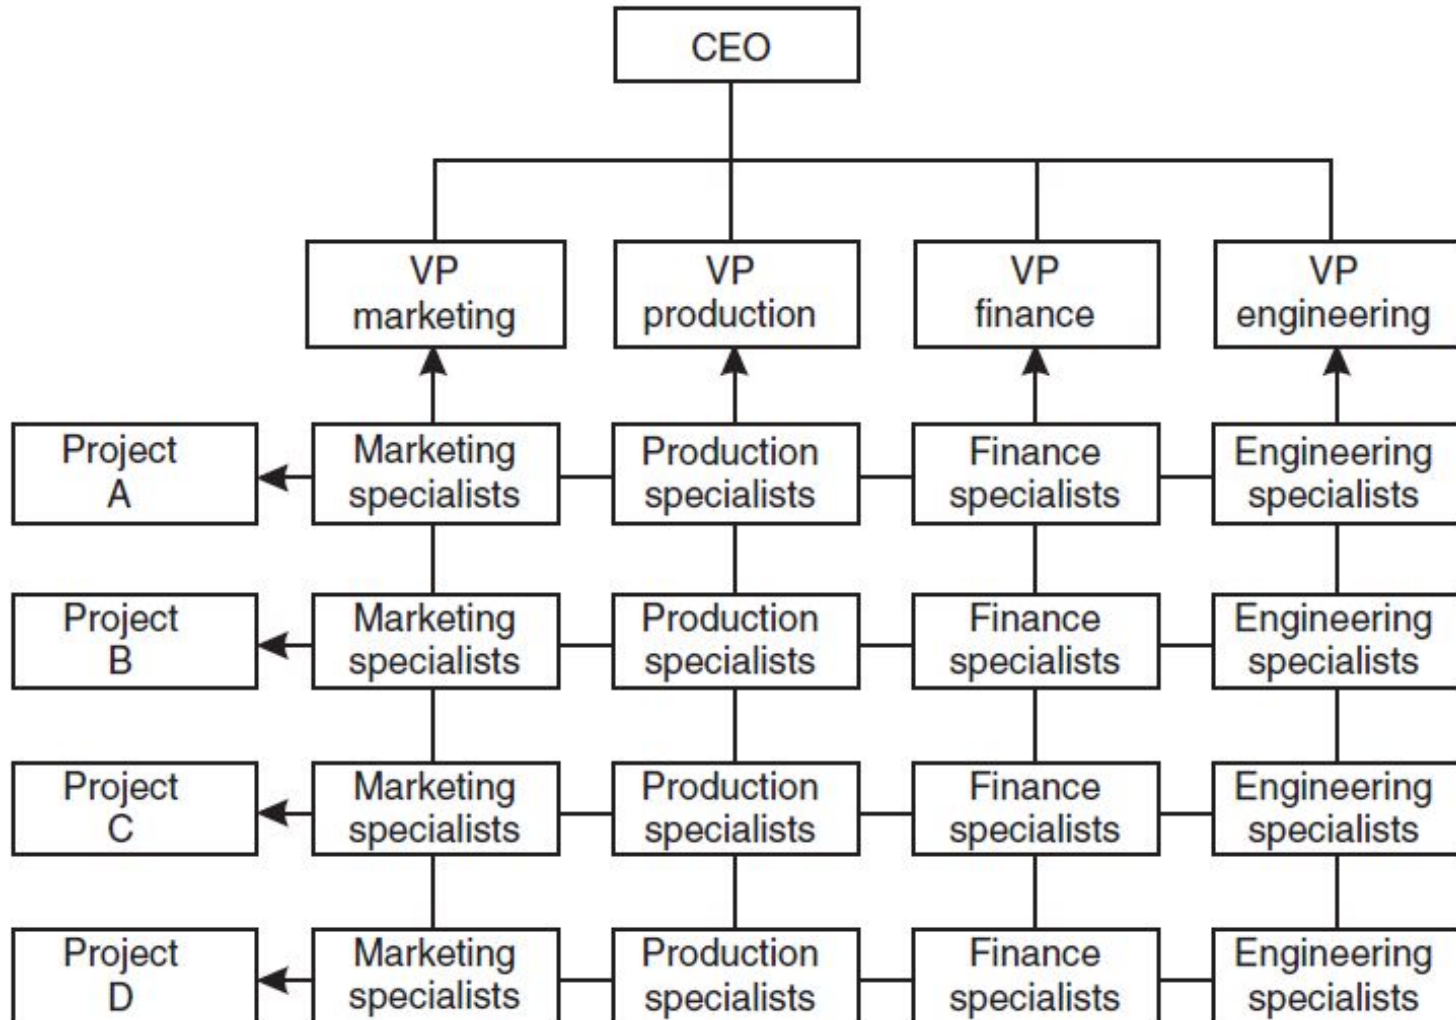 CEO
VP
marketing
VP
production
VP
finance
VP
engineering
Project
A
Marketing
specialists
Production
specialists
Finance
specialists
Engineering
specialists
Project
B
Marketing
specialists
Production
specialists
Finance
specialists
Engineering
specialists
Project
C
Marketing
specialists
Production
specialists
Finance
specialists
Engineering
specialists
Project
D
Marketing
specialists
Production
specialists
Finance
specialists
Engineering
specialists